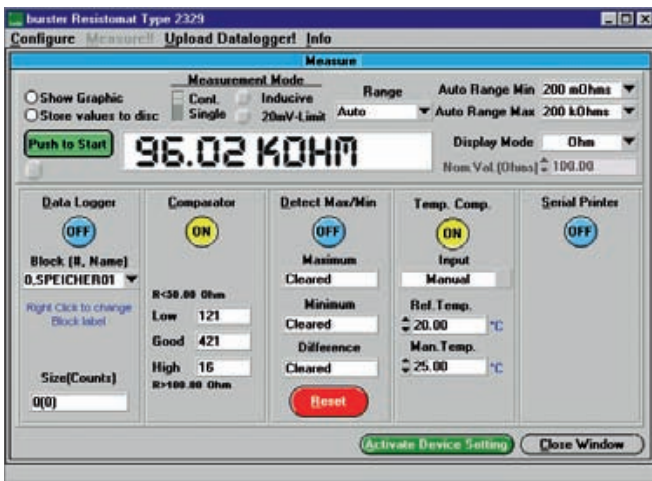 burster Resistomat Type 2329
Configure Measure!! Upload Datalogger! Info
Measure
Show Graphic
Store values to disc
Measurement Mode
Cont.
Single
Inducive
20mV-Limit
Range
Auto
Auto Range Min 200 mOhms
Auto Range Max 200 kOhms
Push to Start
96.02 KOHM
Display Mode Ohm
Nom.Val.(Ohms) 100.00
Data Logger
OFF
Block (#, Name)
0,SPEICHER01
Right Click to change
Block label
Size(Counts)
0(0)
Comparator
ON
R<50.00 Ohm
Low 121
Good 421
High 16
R>100.00 Ohm
Detect Max/Min
OFF
Maximum
Cleared
Minimum
Cleared
Difference
Cleared
Reset
Temp. Comp.
ON
Input
Manual
Ref.Temp.
20.00 °C
Man.Temp.
25.00 °C
Serial Printer
OFF
Activate Device Setting
Close Window